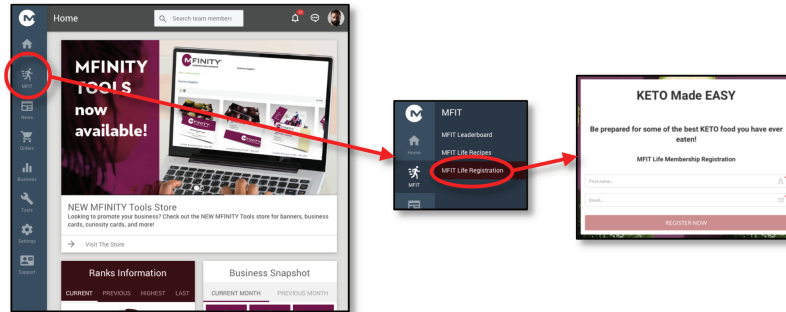 Home
Search team members
Home
MFIT
News
Orders
Business
Tools
Settings
Support
MFINITY
TOOLS
now
available!
MFINITY
NEW MFINITY Tools Store
Looking to promote your business? Check out the NEW MFINITY Tools store for banners, business
cards, curiosity cards, and more!
Visit The Store
Ranks Information
CURRENT PREVIOUS HIGHEST LAST
Business Snapshot
CURRENT MONTH PREVIOUS MONTH
MFIT
Home
MFIT
MFIT Leaderboard
MFIT Life Recipes
MFIT Life Registration
KETO Made EASY
Be prepared for some of the best KETO food you have ever
eaten!
MFIT Life Membership Registration
First name...
Email...
REGISTER NOW